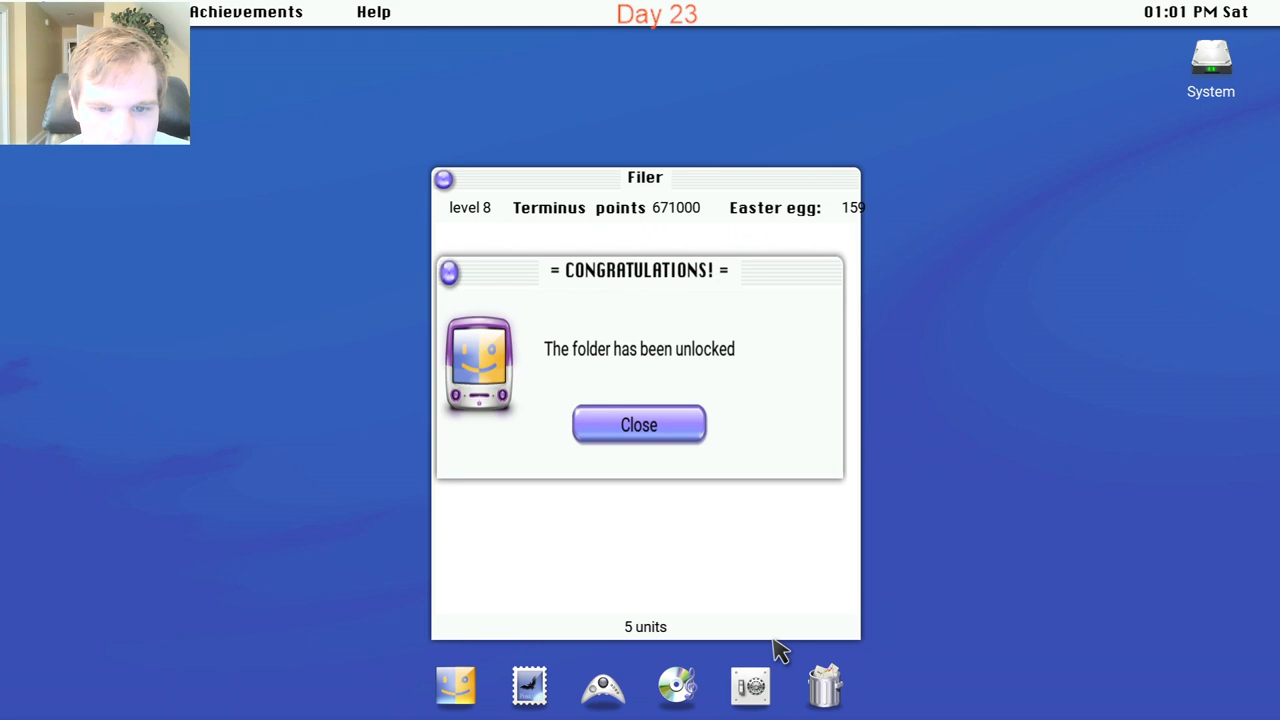 Achievements Help Day 23 01:01 PM Sat
System
Filer
level 8 Terminus points 671000 Easter egg: 159
= CONGRATULATIONS! =
The folder has been unlocked
Close
5 units